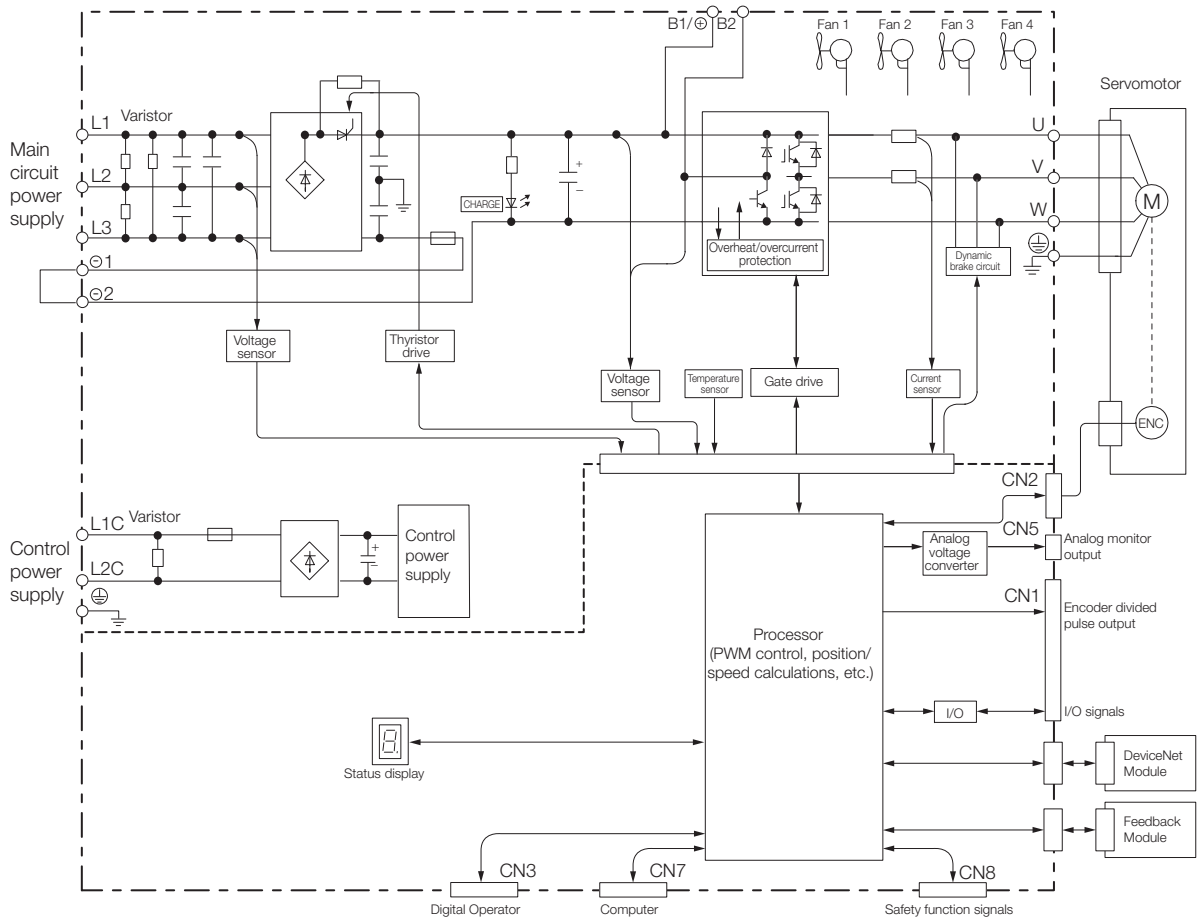 B1/⊕ B2
Fan 1
Fan 2
Fan 3
Fan 4
Servomotor
Main
circuit
power
supply
L1
Varistor
L2
L3
⊖1
⊖2
CHARGE
+
−
Overheat/overcurrent
protection
U
V
W
M
Dynamic
brake circuit
Voltage
sensor
Thyristor
drive
Voltage
sensor
Temperature
sensor
Gate drive
Current
sensor
ENC
Control
power
supply
L1C
Varistor
L2C
+
−
Control
power
supply
CN2
CN5
Analog
voltage
converter
Analog monitor
output
CN1
Encoder divided
pulse output
Processor
(PWM control, position/
speed calculations, etc.)
I/O
I/O signals
8.
Status display
DeviceNet
Module
Feedback
Module
CN3
CN7
CN8
Digital Operator
Computer
Safety function signals